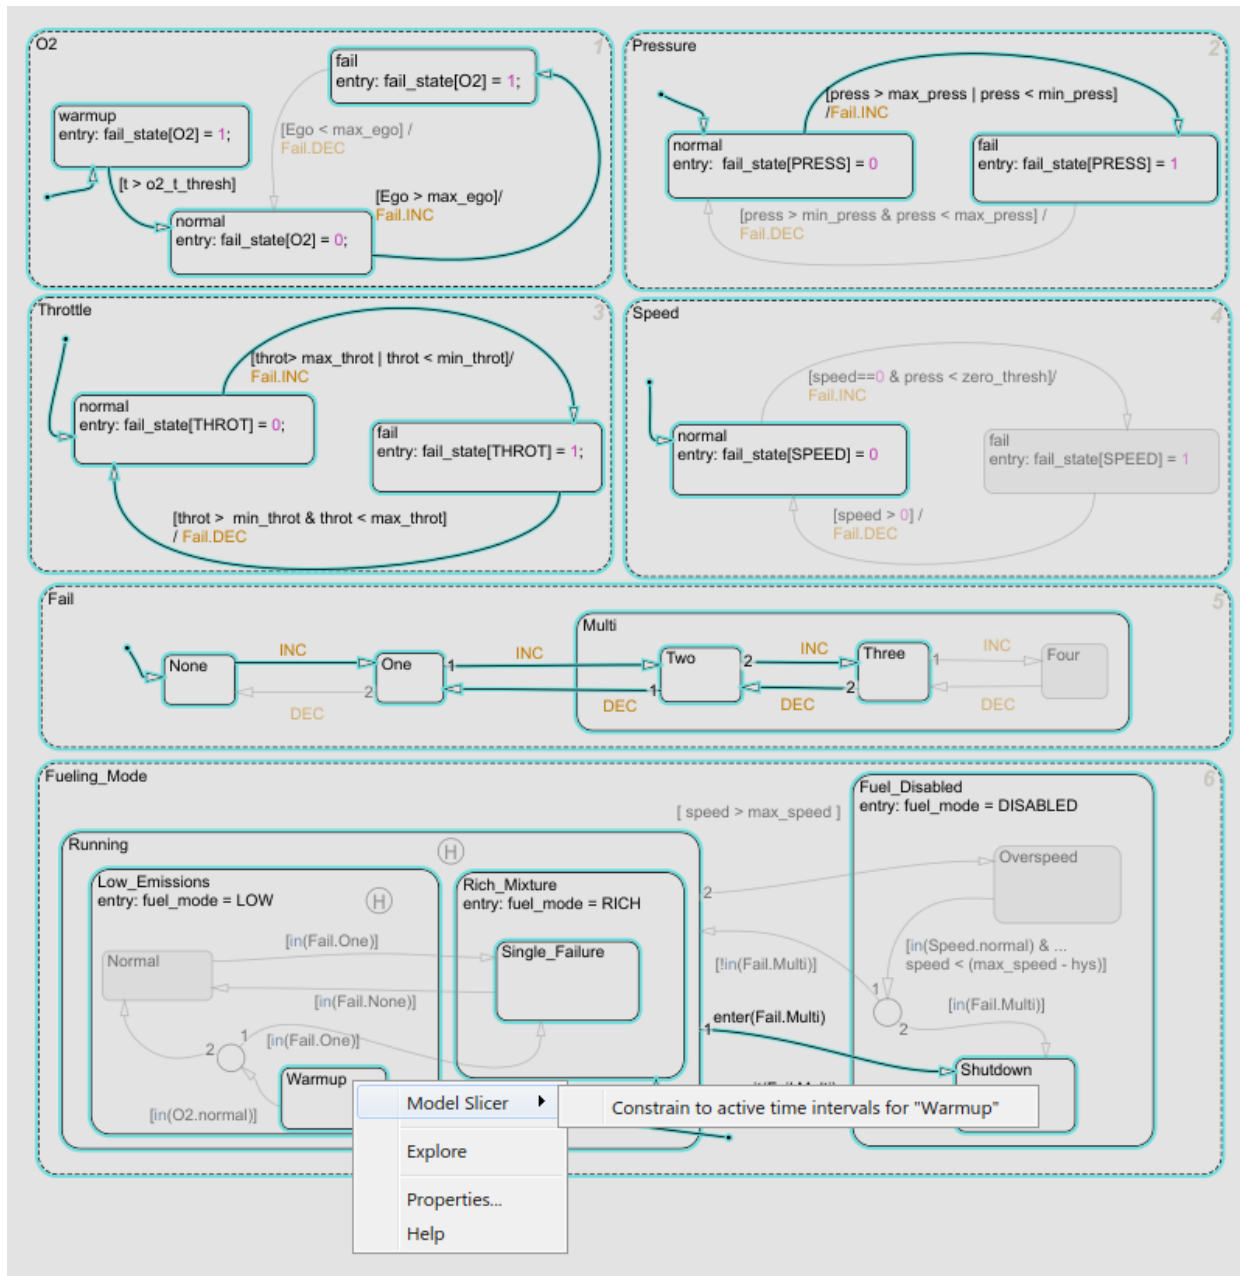 O2
1
fail
entry: fail_state[O2] = 1;
warmup
entry: fail_state[O2] = 1;
[Ego < max_ego] /
Fail.DEC
[t > o2_t_thresh]
[Ego > max_ego]/
Fail.INC
normal
entry: fail_state[O2] = 0;
Pressure
2
[press > max_press | press < min_press]
/Fail.INC
normal
entry:  fail_state[PRESS] = 0
fail
entry: fail_state[PRESS] = 1
[press > min_press & press < max_press] /
Fail.DEC
Throttle
3
[throt> max_throt | throt < min_throt]/
Fail.INC
normal
entry: fail_state[THROT] = 0;
fail
entry: fail_state[THROT] = 1;
[throt >  min_throt & throt < max_throt]
/ Fail.DEC
Speed
4
[speed==0 & press < zero_thresh]/
Fail.INC
normal
entry: fail_state[SPEED] = 0
fail
entry: fail_state[SPEED] = 1
[speed > 0] /
Fail.DEC
Fail
5
Multi
None
INC
One
1
INC
Two
2
INC
Three
1
INC
Four
2
DEC
1
DEC
DEC
2
DEC
Fueling_Mode
6
Fuel_Disabled
entry: fuel_mode = DISABLED
[ speed > max_speed ]
Running
H
Low_Emissions
entry: fuel_mode = LOW
H
Rich_Mixture
entry: fuel_mode = RICH
Overspeed
2
[in(Fail.One)]
Single_Failure
Normal
[in(Speed.normal) & ...
speed < (max_speed - hys)]
[!in(Fail.Multi)]
[in(Fail.None)]
1
[in(Fail.Multi)]
2
enter(Fail.Multi)
1
1
[in(Fail.One)]
2
Warmup
Shutdown
[in(O2.normal)]
Model Slicer
Constrain to active time intervals for "Warmup"
Explore
Properties...
Help